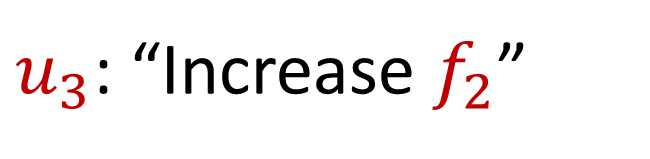 u₃: “Increase f₂”